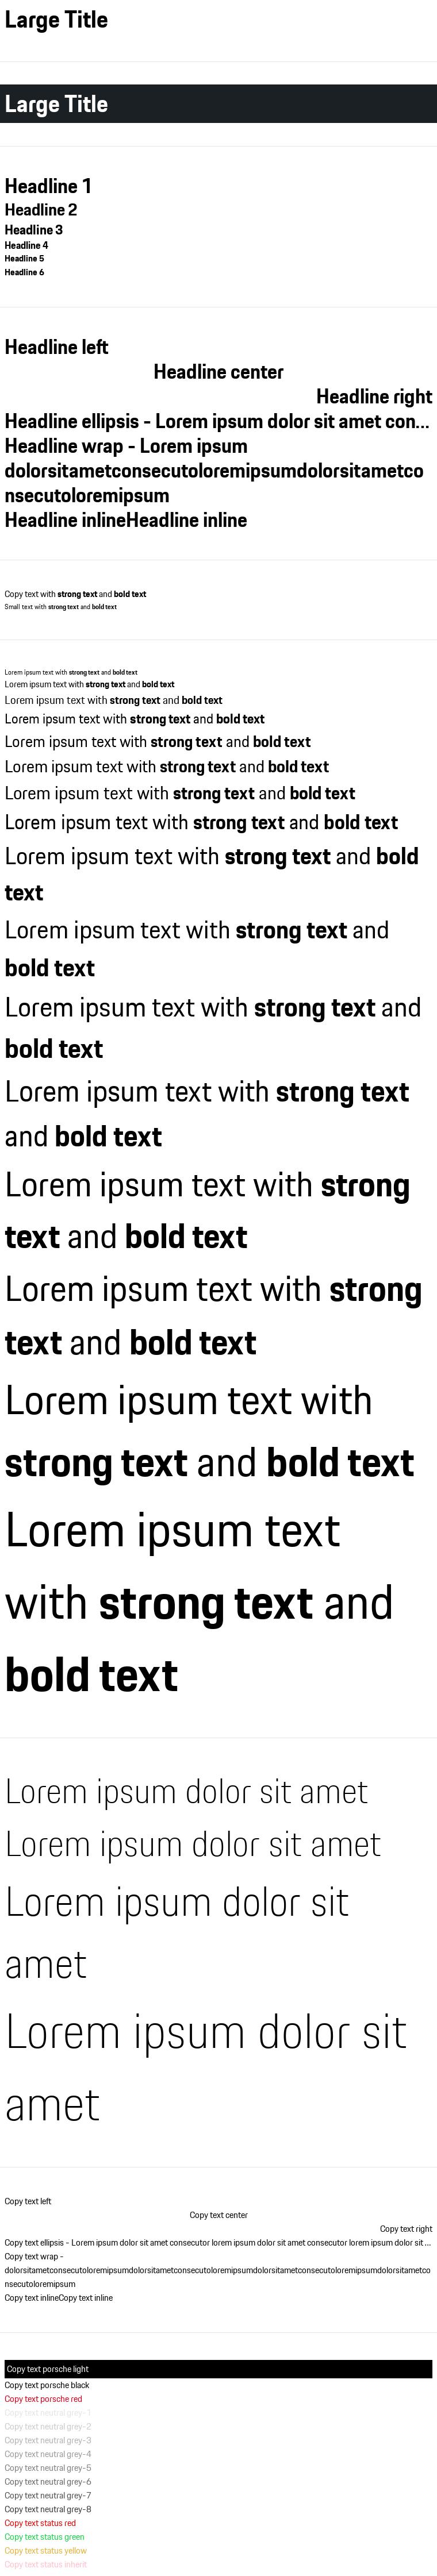 Large Title
Large Title
Headline 1
Headline 2
Headline 3
Headline 4
Headline 5
Headline 6
Headline left
Headline center
Headline right
Headline ellipsis - Lorem ipsum dolor sit amet con...
Headline wrap - Lorem ipsum
dolorsitametconsecutoloremipsumdolorsitametco
nsecutoloremipsum
Headline inlineHeadline inline
Copy text with strong text and bold text
Small text with strong text and bold text
Lorem ipsum text with strong text and bold text
Lorem ipsum text with strong text and bold text
Lorem ipsum text with strong text and bold text
Lorem ipsum text with strong text and bold text
Lorem ipsum text with strong text and bold text
Lorem ipsum text with strong text and bold text
Lorem ipsum text with strong text and bold text
Lorem ipsum text with strong text and bold text
Lorem ipsum text with strong text and bold
text
Lorem ipsum text with strong text and
bold text
Lorem ipsum text with strong text and
bold text
Lorem ipsum text with strong text
and bold text
Lorem ipsum text with strong
text and bold text
Lorem ipsum text with strong
text and bold text
Lorem ipsum text with
strong text and bold text
Lorem ipsum text
with strong text and
bold text
Lorem ipsum dolor sit amet
Lorem ipsum dolor sit amet
Lorem ipsum dolor sit
amet
Lorem ipsum dolor sit
amet
Copy text left
Copy text center
Copy text right
Copy text ellipsis - Lorem ipsum dolor sit amet consecutor lorem ipsum dolor sit amet consecutor lorem ipsum dolor sit ...
Copy text wrap -
dolorsitametconsecutoloremipsumdolorsitametconsecutoloremipsumdolorsitametconsecutoloremipsumdolorsitametco
nsecutoloremipsum
Copy text inlineCopy text inline
Copy text porsche light
Copy text porsche black
Copy text porsche red
Copy text neutral grey-1
Copy text neutral grey-2
Copy text neutral grey-3
Copy text neutral grey-4
Copy text neutral grey-5
Copy text neutral grey-6
Copy text neutral grey-7
Copy text neutral grey-8
Copy text status red
Copy text status green
Copy text status yellow
Copy text status inherit